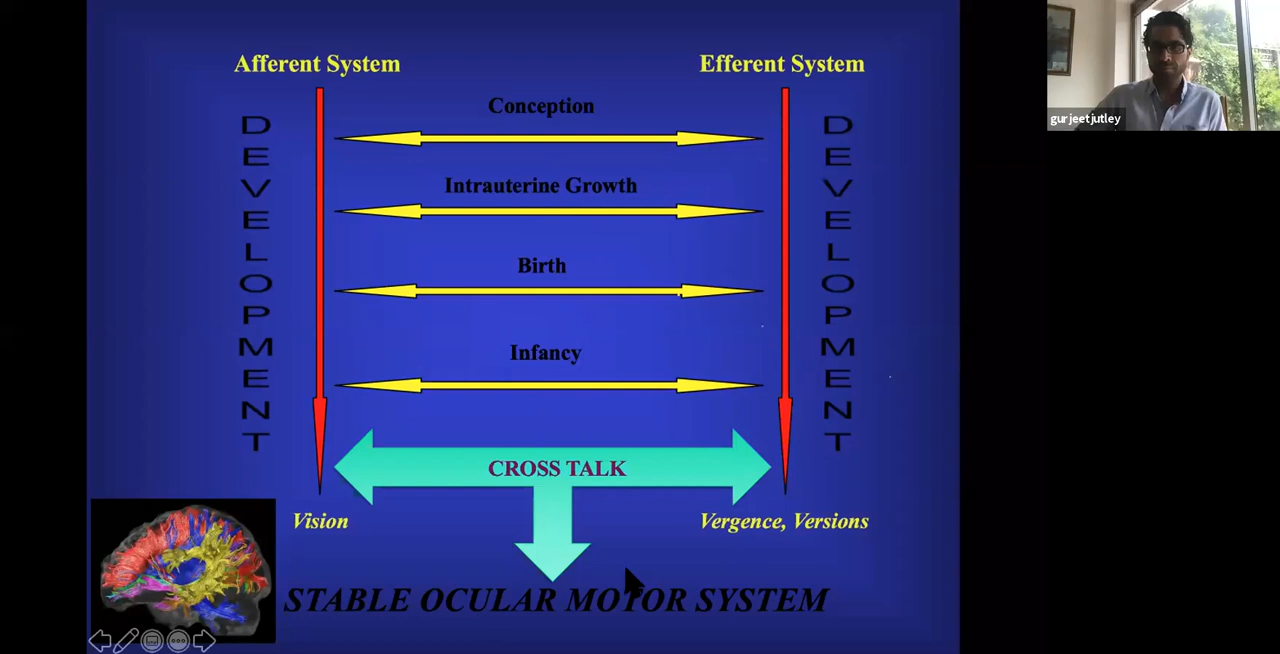 Afferent System
Efferent System
Conception
Intrauterine Growth
Birth
Infancy
DEVELOPMENT
DEVELOPMENT
CROSS TALK
Vision
Vergence, Versions
STABLE OCULAR MOTOR SYSTEM
gurjeetjutley